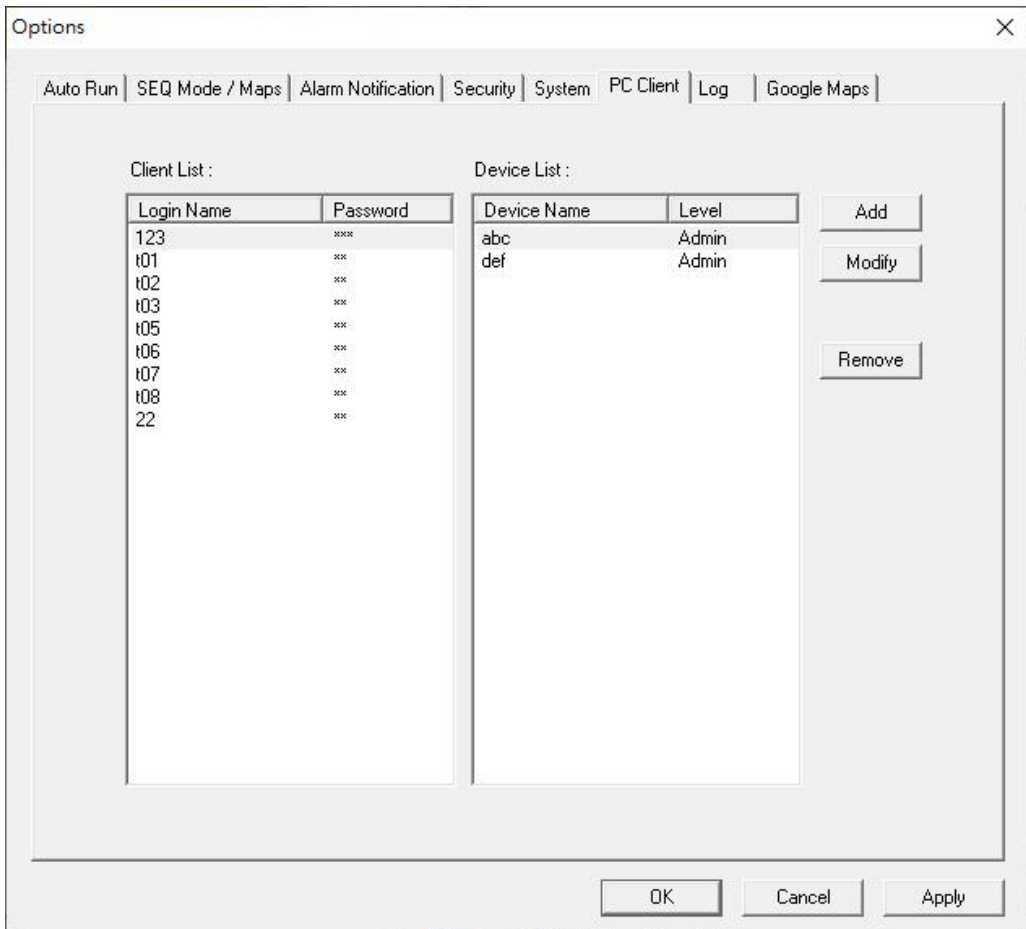 Options
Auto Run SEQ Mode / Maps Alarm Notification Security System PC Client Log Google Maps
Client List : Device List :
Login Name Password Device Name Level Add
123 *** abc Admin
t01 ** def Admin Modify
t02 **
t03 **
t05 **
t06 ** Remove
t07 **
t08 **
22 **
OK Cancel Apply